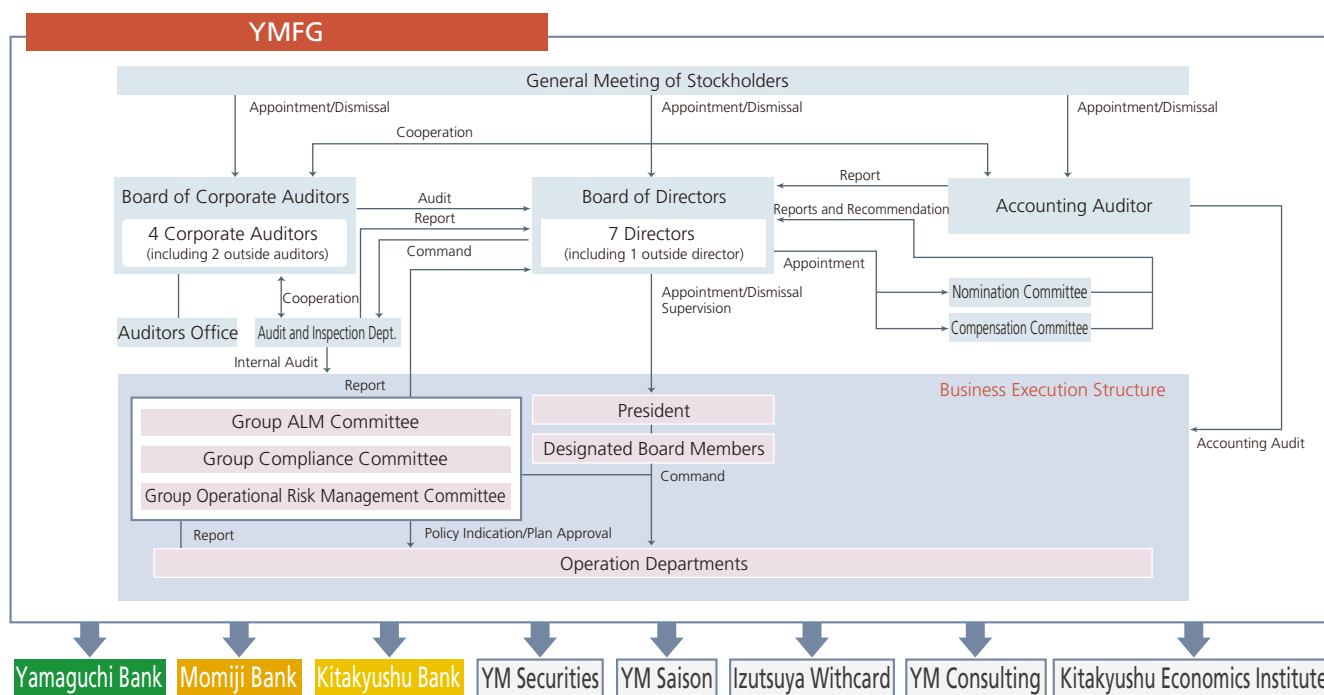 YMFG
General Meeting of Stockholders
Appointment/Dismissal
Appointment/Dismissal
Appointment/Dismissal
Cooperation
Board of Corporate Auditors
4 Corporate Auditors
(including 2 outside auditors)
Audit
Report
Command
Board of Directors
7 Directors
(including 1 outside director)
Report
Reports and Recommendation
Accounting Auditor
Appointment
Cooperation
Appointment/Dismissal
Supervision
Nomination Committee
Compensation Committee
Auditors Office
Audit and Inspection Dept.
Internal Audit
Report
Business Execution Structure
Group ALM Committee
Group Compliance Committee
Group Operational Risk Management Committee
President
Designated Board Members
Accounting Audit
Command
Report
Policy Indication/Plan Approval
Operation Departments
Yamaguchi Bank
Momiji Bank
Kitakyushu Bank
YM Securities
YM Saison
Izutsuya Withcard
YM Consulting
Kitakyushu Economics Institute